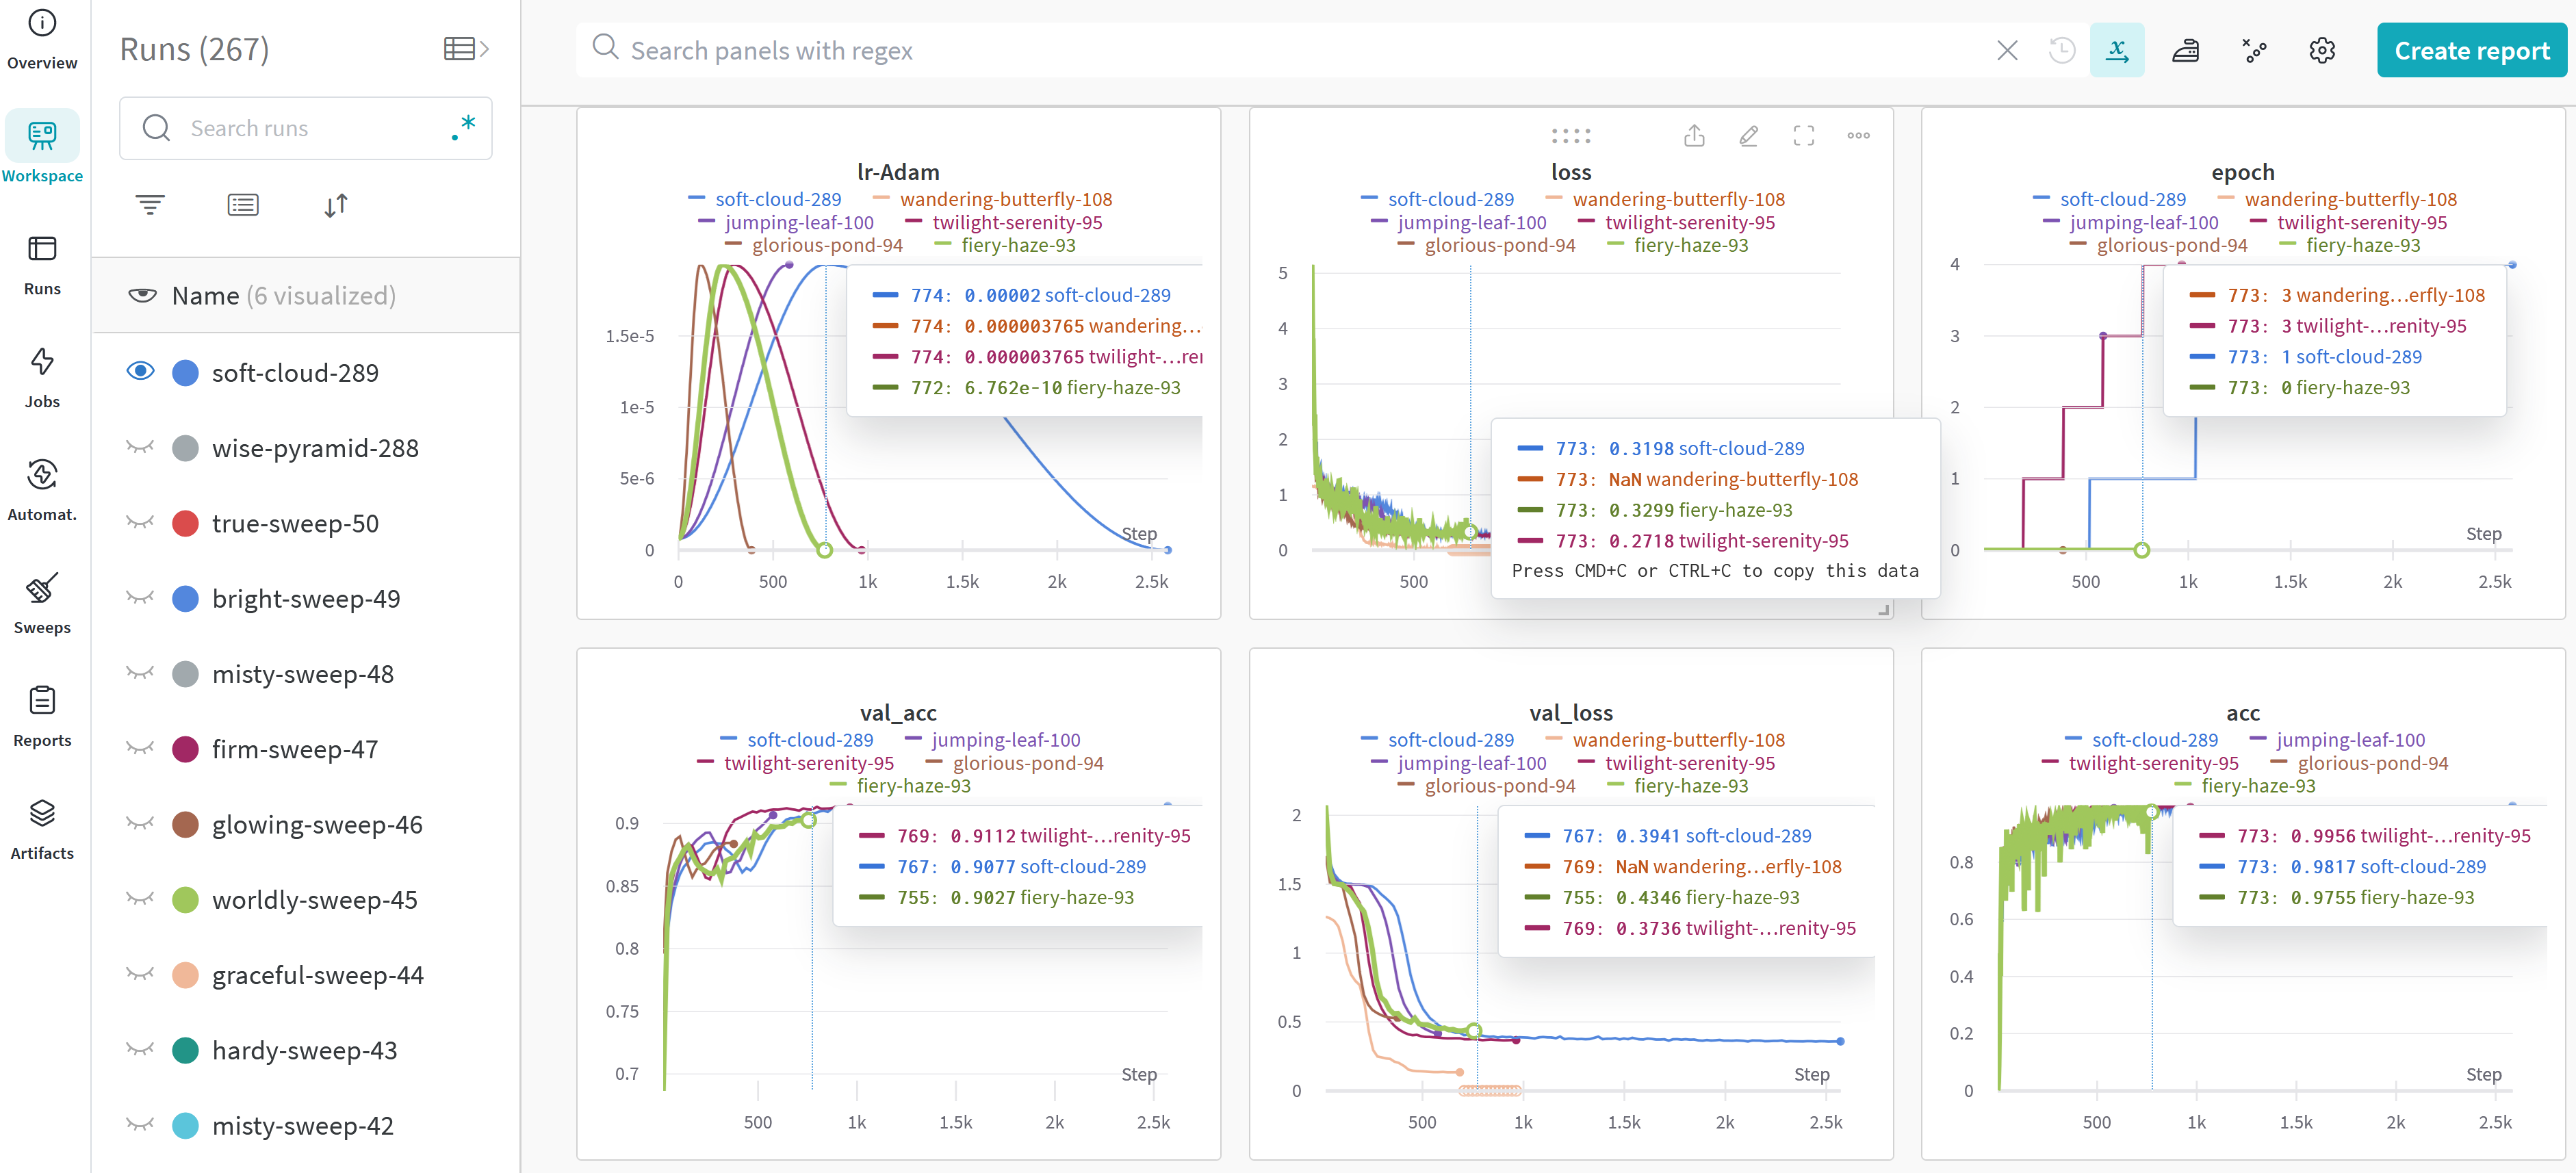 Overview
Workspace
Runs
Jobs
Automat.
Sweeps
Reports
Artifacts
Runs (267)
Search runs
.*
Name (6 visualized)
soft-cloud-289
wise-pyramid-288
true-sweep-50
bright-sweep-49
misty-sweep-48
firm-sweep-47
glowing-sweep-46
worldly-sweep-45
graceful-sweep-44
hardy-sweep-43
misty-sweep-42
Search panels with regex
Create report
lr-Adam
soft-cloud-289 wandering-butterfly-108
jumping-leaf-100 twilight-serenity-95
glorious-pond-94 fiery-haze-93
774: 0.00002 soft-cloud-289
774: 0.000003765 wandering...
774: 0.000003765 twilight-...rer
772: 6.762e-10 fiery-haze-93
1.5e-5
1e-5
5e-6
0
Step
0 500 1k 1.5k 2k 2.5k
loss
soft-cloud-289 wandering-butterfly-108
jumping-leaf-100 twilight-serenity-95
glorious-pond-94 fiery-haze-93
5
4
3
2
1
0
500
773: 0.3198 soft-cloud-289
773: NaN wandering-butterfly-108
773: 0.3299 fiery-haze-93
773: 0.2718 twilight-serenity-95
Press CMD+C or CTRL+C to copy this data
epoch
soft-cloud-289 wandering-butterfly-108
jumping-leaf-100 twilight-serenity-95
glorious-pond-94 fiery-haze-93
773: 3 wandering...erfly-108
773: 3 twilight-...renity-95
773: 1 soft-cloud-289
773: 0 fiery-haze-93
4
3
2
1
0
Step
500 1k 1.5k 2k 2.5k
val_acc
soft-cloud-289 jumping-leaf-100
twilight-serenity-95 glorious-pond-94
fiery-haze-93
769: 0.9112 twilight-...renity-95
767: 0.9077 soft-cloud-289
755: 0.9027 fiery-haze-93
0.9
0.85
0.8
0.75
0.7
Step
500 1k 1.5k 2k 2.5k
val_loss
soft-cloud-289 wandering-butterfly-108
jumping-leaf-100 twilight-serenity-95
glorious-pond-94 fiery-haze-93
767: 0.3941 soft-cloud-289
769: NaN wandering...erfly-108
755: 0.4346 fiery-haze-93
769: 0.3736 twilight-...renity-95
2
1.5
1
0.5
0
Step
500 1k 1.5k 2k 2.5k
acc
soft-cloud-289 jumping-leaf-100
twilight-serenity-95 glorious-pond-94
fiery-haze-93
773: 0.9956 twilight-...renity-95
773: 0.9817 soft-cloud-289
773: 0.9755 fiery-haze-93
0.8
0.6
0.4
0.2
0
Step
500 1k 1.5k 2k 2.5k